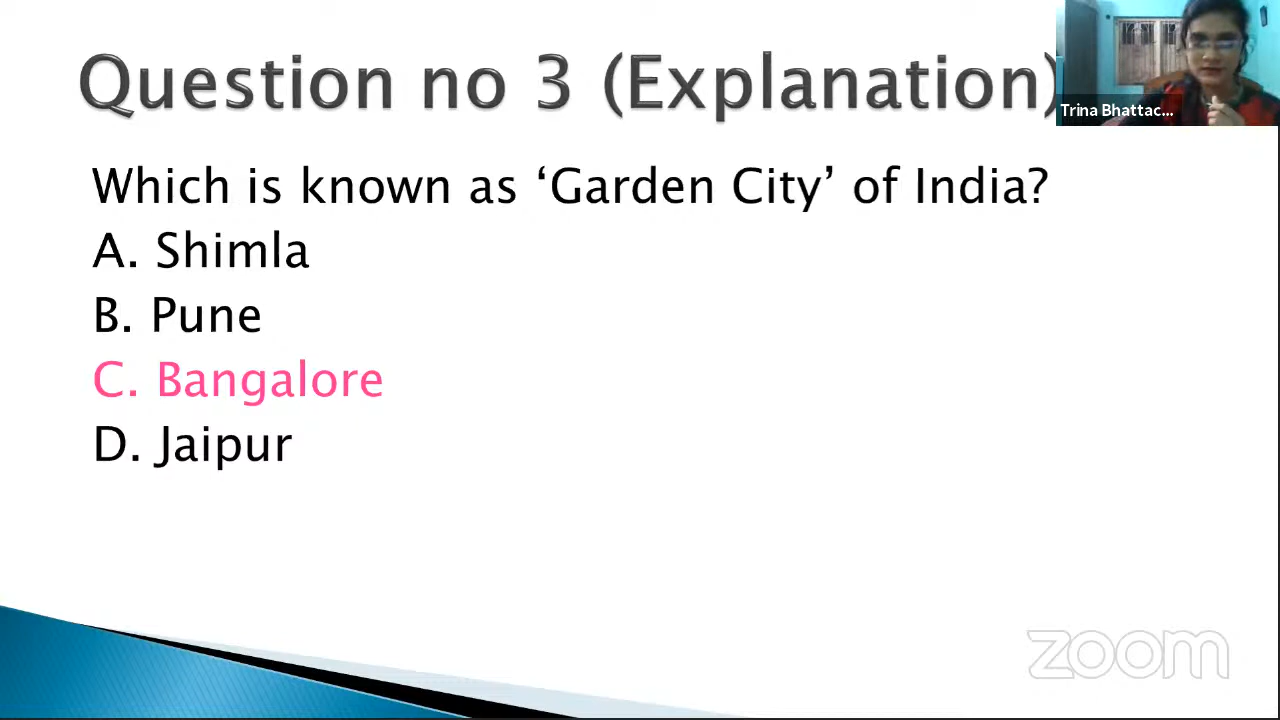 Question no 3 (Explanation)
Trina Bhattac...
Which is known as ‘Garden City’ of India?
A. Shimla
B. Pune
C. Bangalore
D. Jaipur
zoom